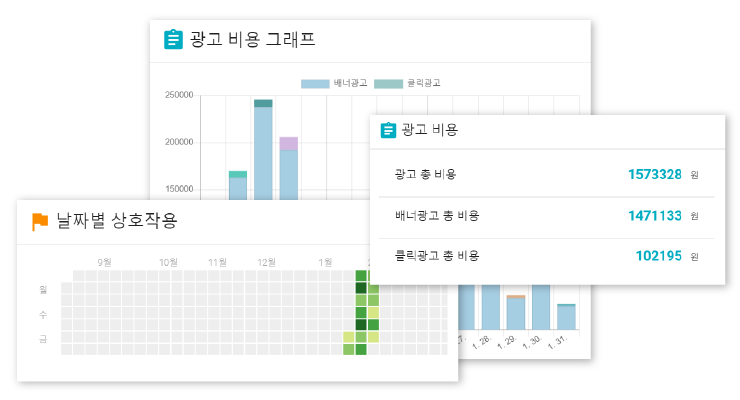 광고 비용 그래프
배너광고 클릭광고
250000
200000
150000
광고 비용
광고 총 비용 1573328 원
배너광고 총 비용 1471133 원
클릭광고 총 비용 102195 원
날짜별 상호작용
9월 10월 11월 12월 1월
월
수
금
1. 28. 1. 29. 1. 30. 1. 31.